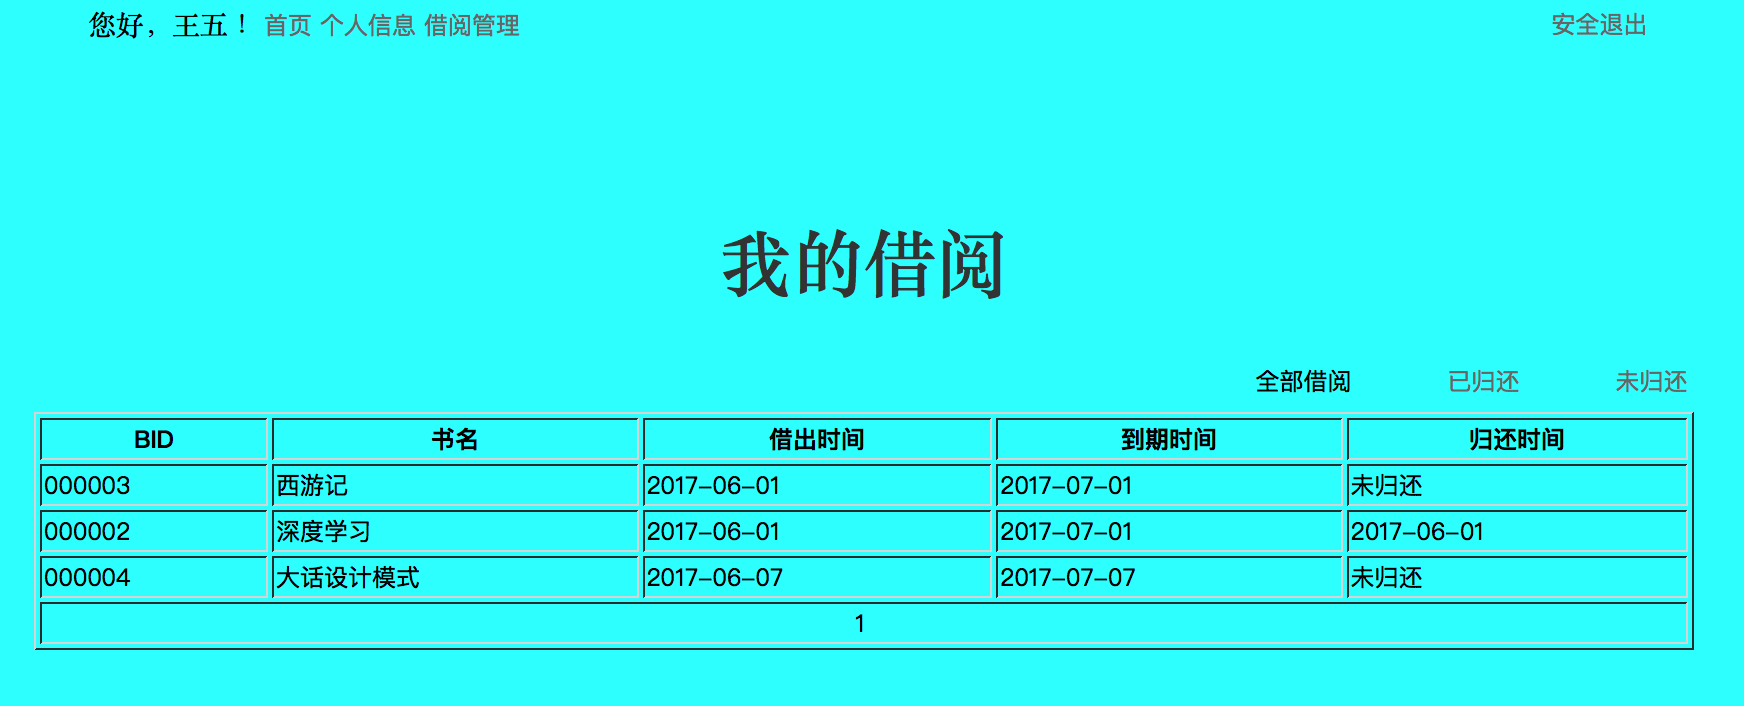 您好，王五！ 首页 个人信息 借阅管理 安全退出
我的借阅
全部借阅 已归还 未归还
BID 书名 借出时间 到期时间 归还时间
000003 西游记 2017-06-01 2017-07-01 未归还
000002 深度学习 2017-06-01 2017-07-01 2017-06-01
000004 大话设计模式 2017-06-07 2017-07-07 未归还
1